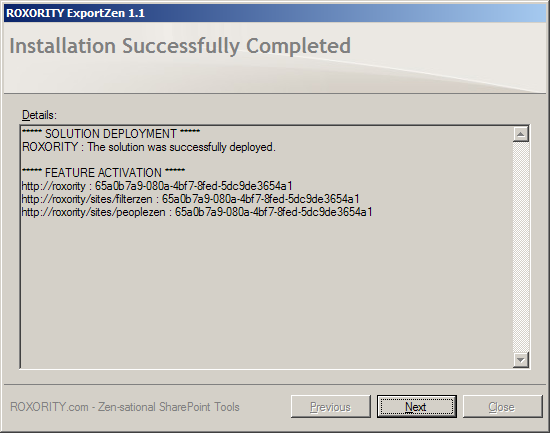 ROXORITY ExportZen 1.1
Installation Successfully Completed
Details:
***** SOLUTION DEPLOYMENT *****
ROXORITY : The solution was successfully deployed.
***** FEATURE ACTIVATION *****
http://roxority : 65a0b7a9-080a-4bf7-8fed-5dc9de3654a1
http://roxority/sites/filterzen : 65a0b7a9-080a-4bf7-8fed-5dc9de3654a1
http://roxority/sites/peoplezen : 65a0b7a9-080a-4bf7-8fed-5dc9de3654a1
ROXORITY.com - Zen-sational SharePoint Tools
Previous
Next
Close